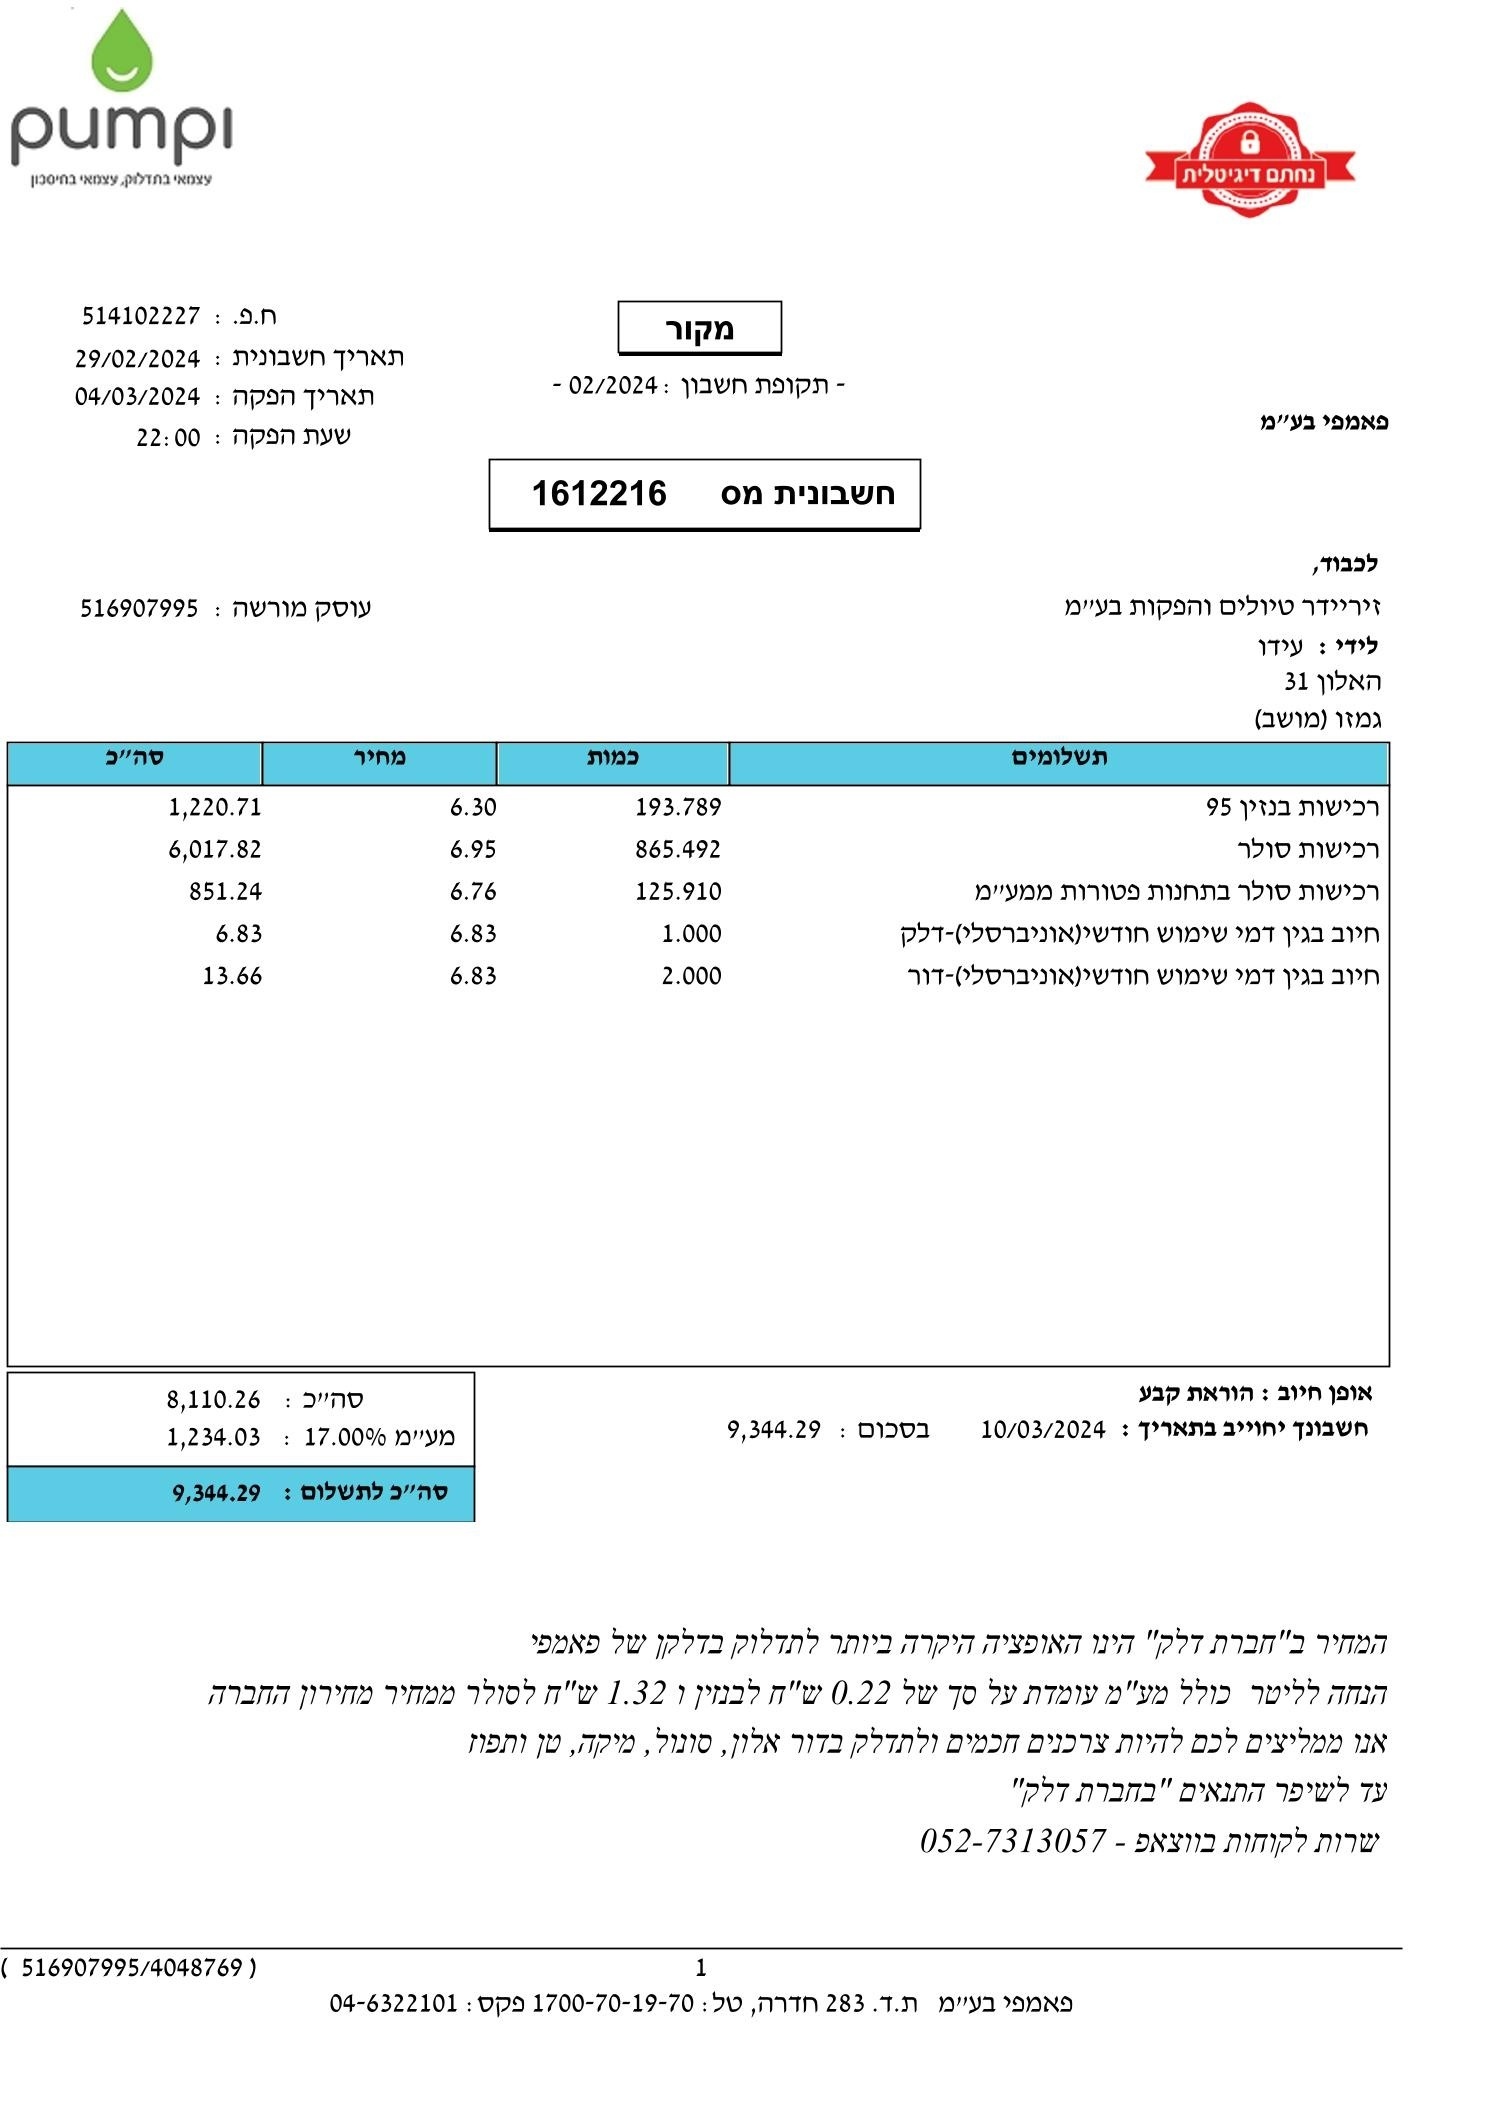 pumpi
עצמאי בתדלוק, עצמאי בחיסכון
נחתם דיגיטלית
ח.פ. : 514102227
תאריך חשבונית : 29/02/2024
תאריך הפקה : 04/03/2024
שעת הפקה : 22:00
מקור
- תקופת חשבון : 02/2024 -
פאמפי בע״מ
חשבונית מס 1612216
לכבוד,
זיריידר טיולים והפקות בע״מ
עוסק מורשה : 516907995
לידי : עידו
האלון 31
גמזו (מושב)
תשלומים כמות מחיר סה״כ
רכישות בנזין 95 193.789 6.30 1,220.71
רכישות סולר 865.492 6.95 6,017.82
רכישות סולר בתחנות פטורות ממע״מ 125.910 6.76 851.24
חיוב בגין דמי שימוש חודשי(אוניברסלי)-דלק 1.000 6.83 6.83
חיוב בגין דמי שימוש חודשי(אוניברסלי)-דור 2.000 6.83 13.66
אופן חיוב : הוראת קבע
חשבונך יחוייב בתאריך : 10/03/2024 בסכום : 9,344.29
סה״כ : 8,110.26
מע״מ 17.00% : 1,234.03
סה״כ לתשלום : 9,344.29
המחיר ב"חברת דלק" הינו האופציה היקרה ביותר לתדלוק בדלקן של פאמפי
הנחה לליטר כולל מע"מ עומדת על סך של 0.22 ש"ח לבנזין ו 1.32 ש"ח לסולר ממחיר מחירון החברה
אנו ממליצים לכם להיות צרכנים חכמים ולתדלק בדור אלון, סונול, מיקה, טן ותפוז
עד לשיפר התנאים "בחברת דלק"
שרות לקוחות בווצאפ - 052-7313057
( 516907995/4048769 )
1
פאמפי בע״מ ת.ד. 283 חדרה, טל: 1700-70-19-70 פקס: 04-6322101